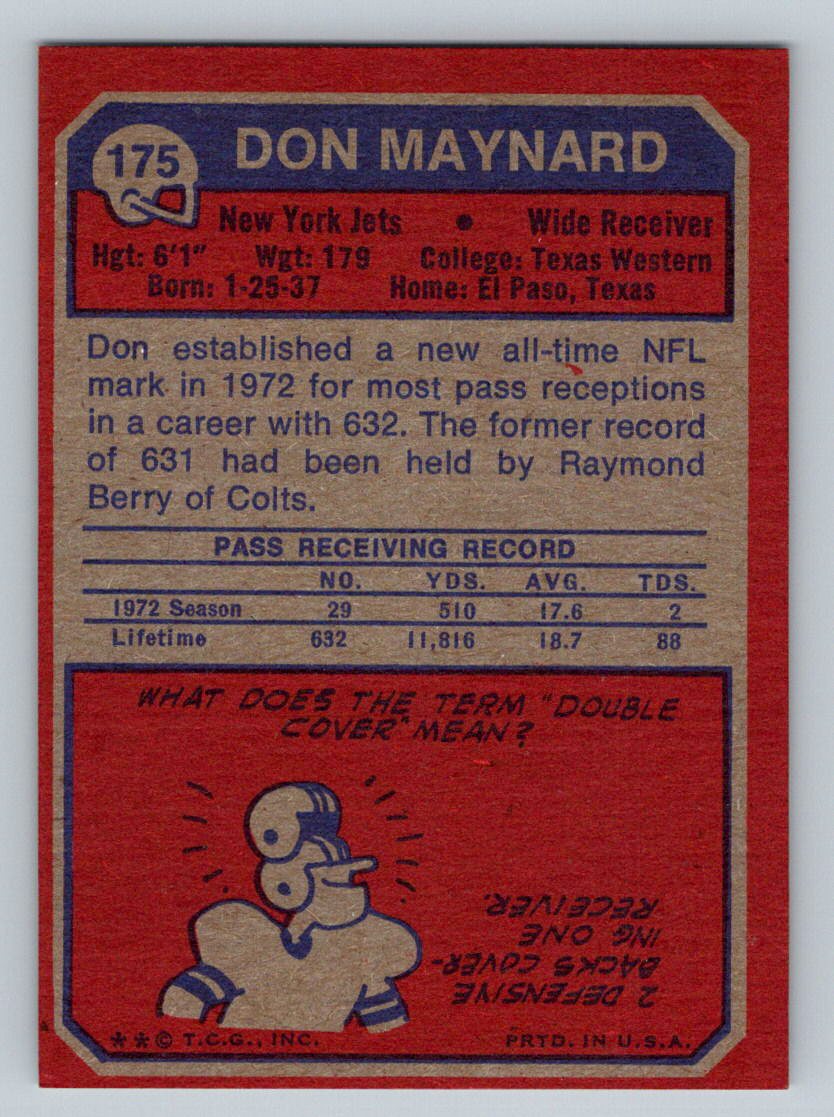 175 DON MAYNARD
New York Jets • Wide Receiver
Hgt: 6'1" Wgt: 179 College: Texas Western
Born: 1-25-37 Home: El Paso, Texas
Don established a new all-time NFL
mark in 1972 for most pass receptions
in a career with 632. The former record
of 631 had been held by Raymond
Berry of Colts.
PASS RECEIVING RECORD
NO. YDS. AVG. TDS.
1972 Season 29 510 17.6 2
Lifetime 632 11,816 18.7 88
WHAT DOES THE TERM "DOUBLE
COVER" MEAN?
2 DEFENSIVE
BACKS COVER-
ING ONE
RECEIVER.
**© T.C.G., INC. PRTD. IN U.S.A.